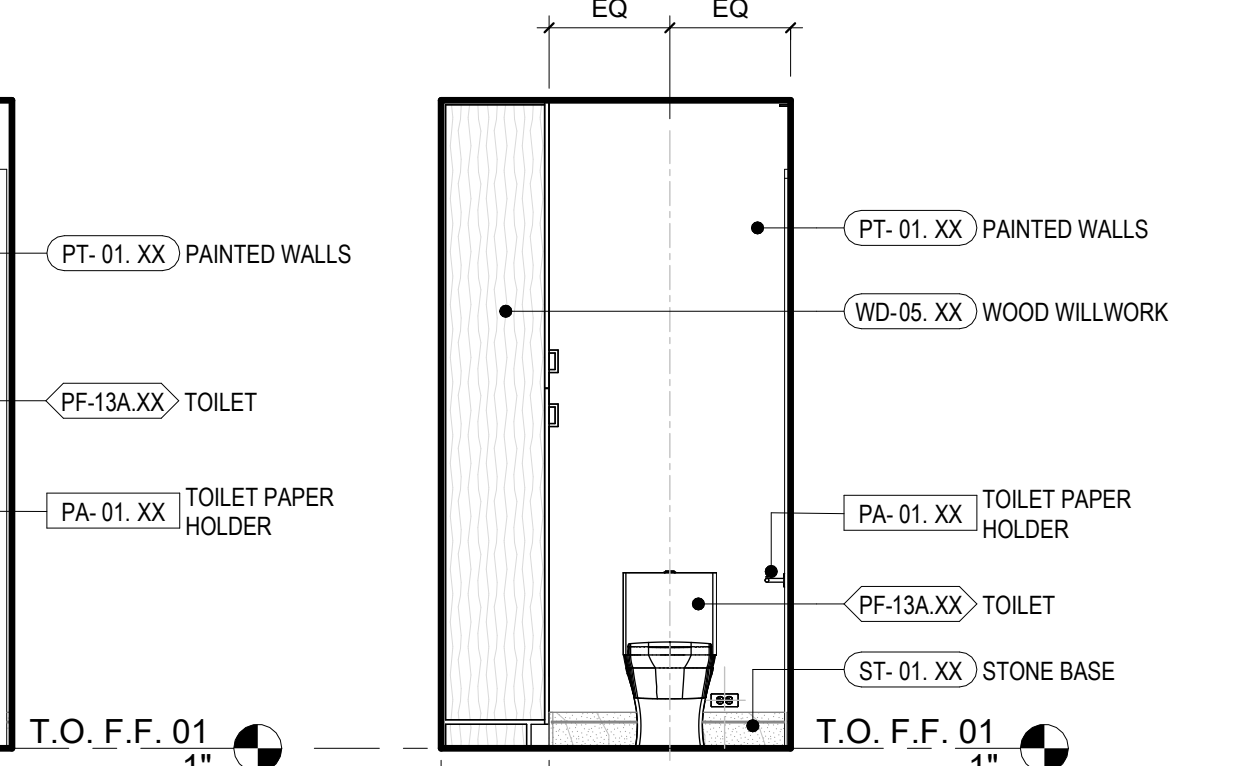 EQ EQ
PT- 01. XX PAINTED WALLS
PF-13A.XX TOILET
PA- 01. XX TOILET PAPER
HOLDER
T.O. F.F. 01
1"
PT- 01. XX PAINTED WALLS
WD-05. XX WOOD WILLWORK
PA- 01. XX TOILET PAPER
HOLDER
PF-13A.XX TOILET
ST- 01. XX STONE BASE
T.O. F.F. 01
1"